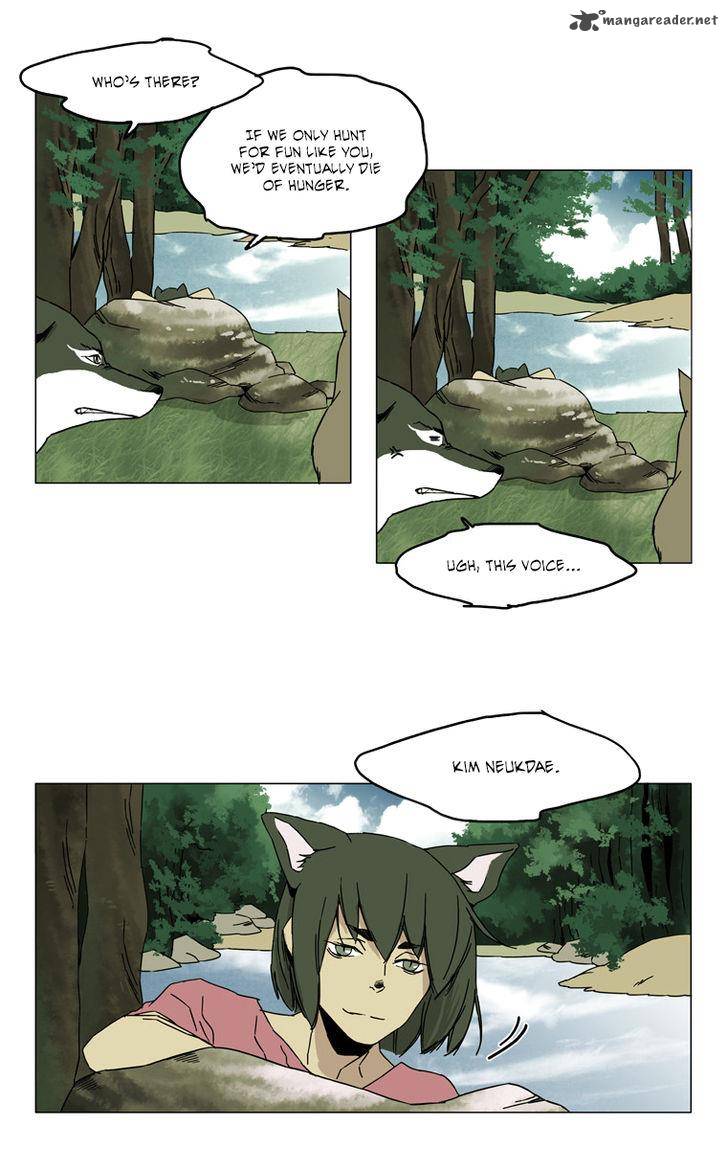 mangareader.net
WHO'S THERE?
IF WE ONLY HUNT
FOR FUN LIKE YOU,
WE'D EVENTUALLY DIE
OF HUNGER.
UGH, THIS VOICE...
KIM NEUKDAE.